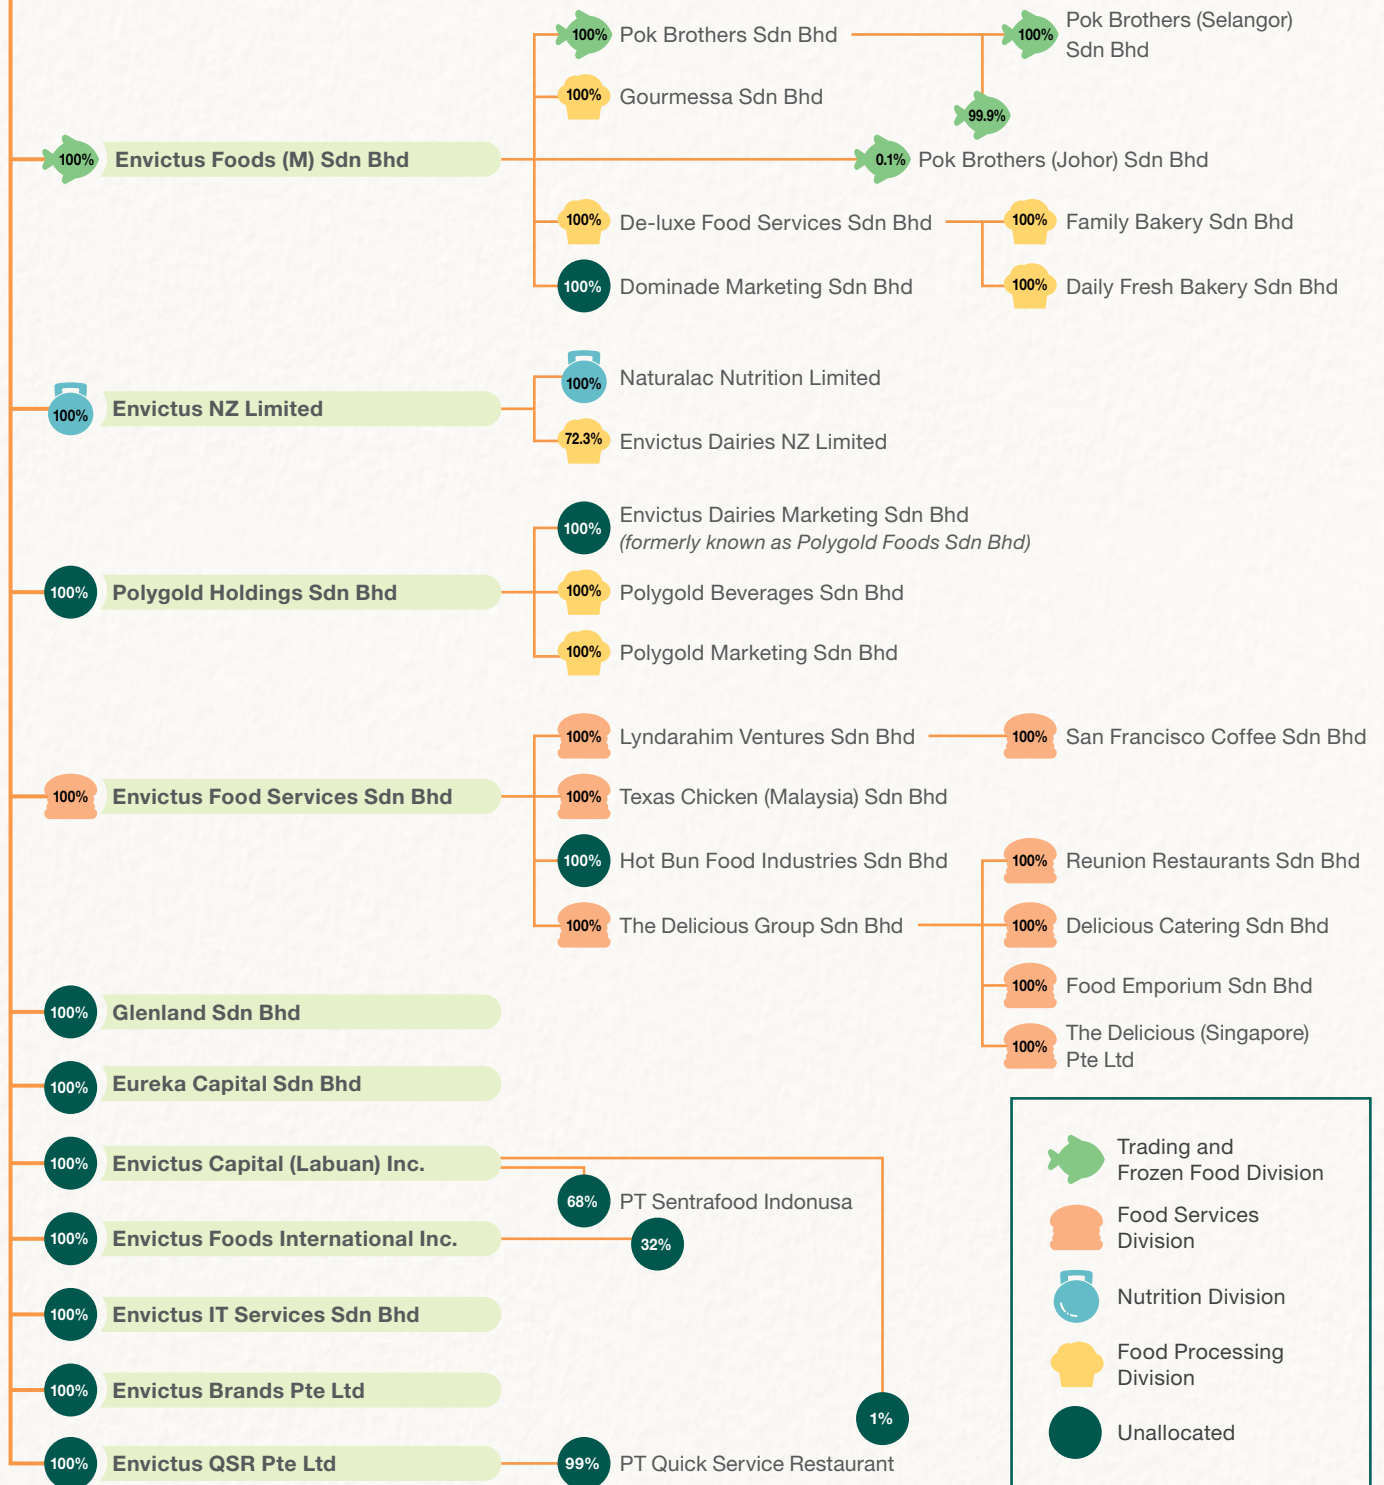 100% Pok Brothers Sdn Bhd
100% Pok Brothers (Selangor)
Sdn Bhd
100% Gourmessa Sdn Bhd
99.9%
100% Envictus Foods (M) Sdn Bhd
0.1% Pok Brothers (Johor) Sdn Bhd
100% De-luxe Food Services Sdn Bhd
100% Family Bakery Sdn Bhd
100% Dominade Marketing Sdn Bhd
100% Daily Fresh Bakery Sdn Bhd
100% Naturalac Nutrition Limited
100% Envictus NZ Limited
72.3% Envictus Dairies NZ Limited
100% Envictus Dairies Marketing Sdn Bhd
(formerly known as Polygold Foods Sdn Bhd)
100% Polygold Holdings Sdn Bhd
100% Polygold Beverages Sdn Bhd
100% Polygold Marketing Sdn Bhd
100% Lyndarahim Ventures Sdn Bhd
100% San Francisco Coffee Sdn Bhd
100% Envictus Food Services Sdn Bhd
100% Texas Chicken (Malaysia) Sdn Bhd
100% Hot Bun Food Industries Sdn Bhd
100% Reunion Restaurants Sdn Bhd
100% The Delicious Group Sdn Bhd
100% Delicious Catering Sdn Bhd
100% Food Emporium Sdn Bhd
100% The Delicious (Singapore)
Pte Ltd
100% Glenland Sdn Bhd
100% Eureka Capital Sdn Bhd
100% Envictus Capital (Labuan) Inc.
68% PT Sentrafood Indonusa
100% Envictus Foods International Inc.
32%
100% Envictus IT Services Sdn Bhd
100% Envictus Brands Pte Ltd
1%
100% Envictus QSR Pte Ltd
99% PT Quick Service Restaurant
Trading and
Frozen Food Division
Food Services
Division
Nutrition Division
Food Processing
Division
Unallocated